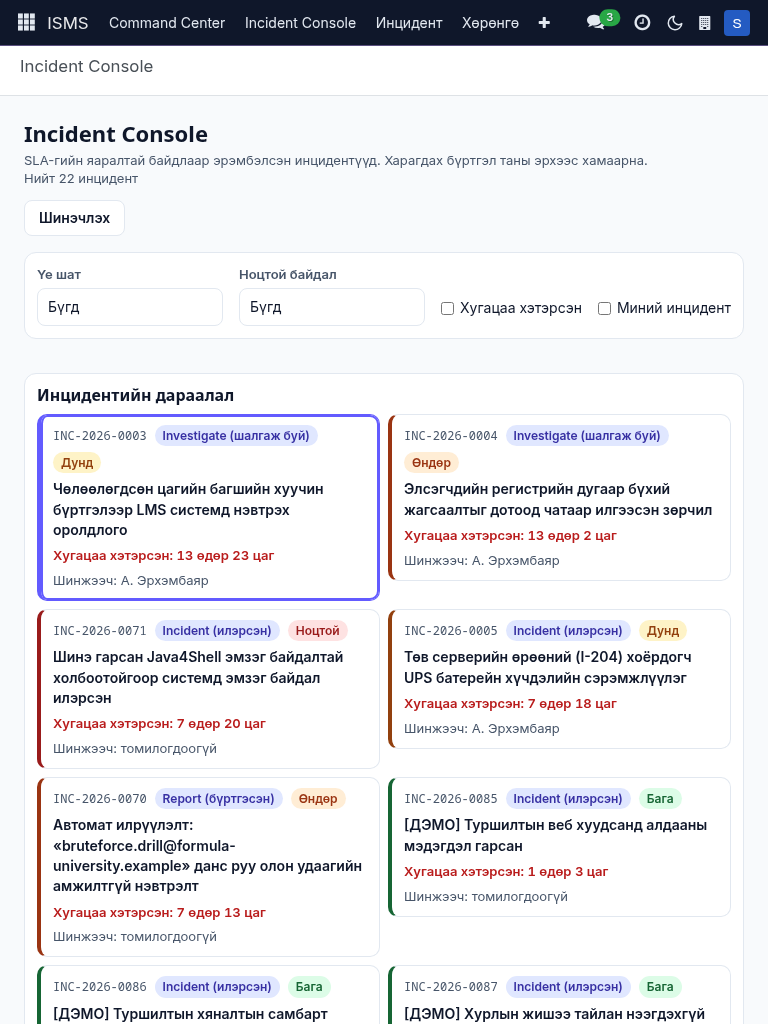 ISMS Command Center Incident Console Инцидент Хөрөнгө 3 S
Incident Console
Incident Console
SLA-гийн яаралтай байдлаар эрэмбэлсэн инцидентүүд. Харагдах бүртгэл таны эрхээс хамаарна.
Нийт 22 инцидент
Шинэчлэх
Үе шат
Бүгд
Ноцтой байдал
Бүгд
Хугацаа хэтэрсэн
Миний инцидент
Инцидентийн дараалал
INC-2026-0003 Investigate (шалгаж буй)
Дунд
Чөлөөлөгдсөн цагийн багшийн хуучин
бүртгэлээр LMS системд нэвтрэх
оролдлого
Хугацаа хэтэрсэн: 13 өдөр 23 цаг
Шинжээч: А. Эрхэмбаяр
INC-2026-0004 Investigate (шалгаж буй)
Өндөр
Элсэгчдийн регистрийн дугаар бүхий
жагсаалтыг дотоод чатаар илгээсэн зөрчил
Хугацаа хэтэрсэн: 13 өдөр 2 цаг
Шинжээч: А. Эрхэмбаяр
INC-2026-0071 Incident (илэрсэн) Ноцтой
Шинэ гарсан Java4Shell эмзэг байдалтай
холбоотойгоор системд эмзэг байдал
илэрсэн
Хугацаа хэтэрсэн: 7 өдөр 20 цаг
Шинжээч: томилогдоогүй
INC-2026-0005 Incident (илэрсэн) Дунд
Төв серверийн өрөөний (I-204) хоёрдогч
UPS батерейн хүчдэлийн сэрэмжлүүлэг
Хугацаа хэтэрсэн: 7 өдөр 18 цаг
Шинжээч: А. Эрхэмбаяр
INC-2026-0070 Report (бүртгэсэн) Өндөр
Автомат илрүүлэлт:
«bruteforce.drill@formula-
university.example» данс руу олон удаагийн
амжилтгүй нэвтрэлт
Хугацаа хэтэрсэн: 7 өдөр 13 цаг
Шинжээч: томилогдоогүй
INC-2026-0085 Incident (илэрсэн) Бага
[ДЭМО] Туршилтын веб хуудсанд алдааны
мэдэгдэл гарсан
Хугацаа хэтэрсэн: 1 өдөр 3 цаг
Шинжээч: томилогдоогүй
INC-2026-0086 Incident (илэрсэн) Бага
[ДЭМО] Туршилтын хяналтын самбарт
INC-2026-0087 Incident (илэрсэн) Бага
[ДЭМО] Хурлын жишээ тайлан нээгдэхгүй